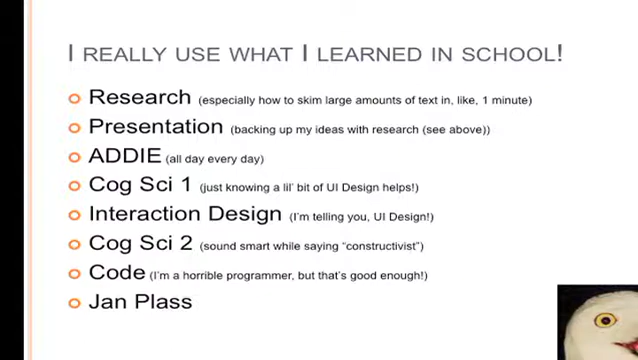 I REALLY USE WHAT I LEARNED IN SCHOOL!
Research (especially how to skim large amounts of text in, like, 1 minute)
Presentation (backing up my ideas with research (see above))
ADDIE (all day every day)
Cog Sci 1 (just knowing a lil' bit of UI Design helps!)
Interaction Design (I'm telling you, UI Design!)
Cog Sci 2 (sound smart while saying “constructivist”)
Code (I'm a horrible programmer, but that's good enough!)
Jan Plass